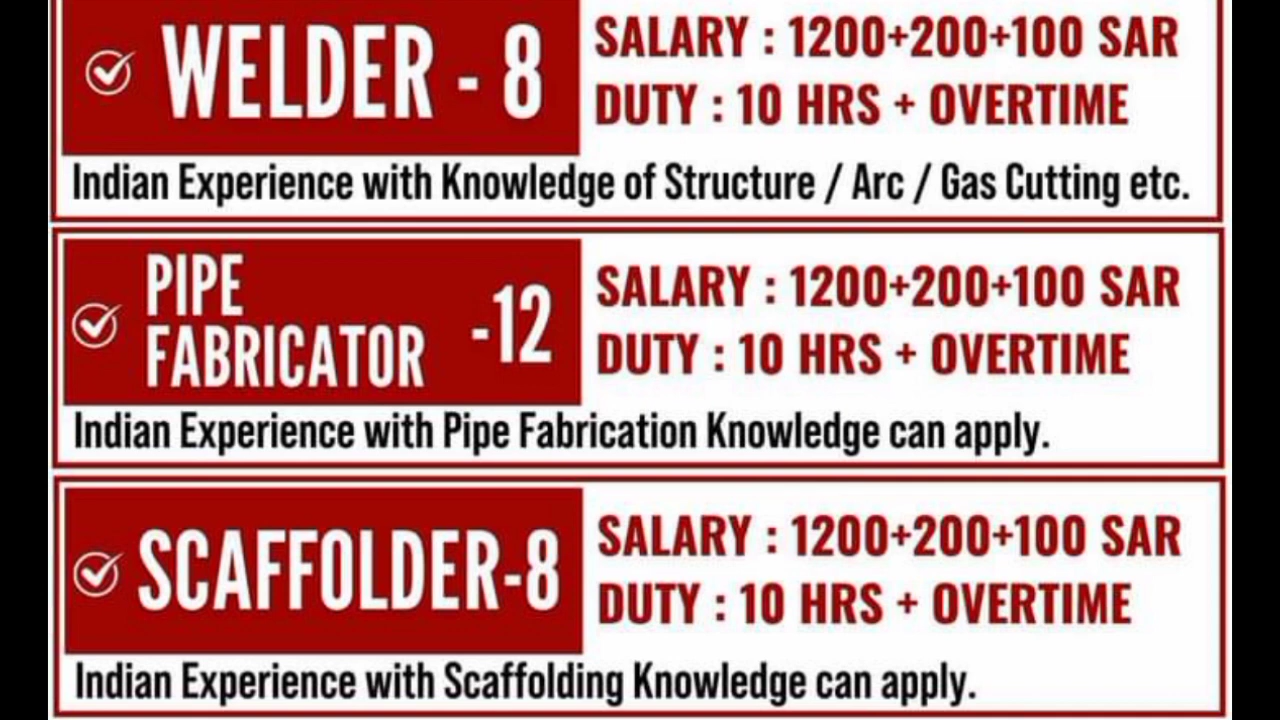 WELDER - 8
SALARY : 1200+200+100 SAR
DUTY : 10 HRS + OVERTIME
Indian Experience with Knowledge of Structure / Arc / Gas Cutting etc.
PIPE
FABRICATOR -12
SALARY : 1200+200+100 SAR
DUTY : 10 HRS + OVERTIME
Indian Experience with Pipe Fabrication Knowledge can apply.
SCAFFOLDER-8
SALARY : 1200+200+100 SAR
DUTY : 10 HRS + OVERTIME
Indian Experience with Scaffolding Knowledge can apply.